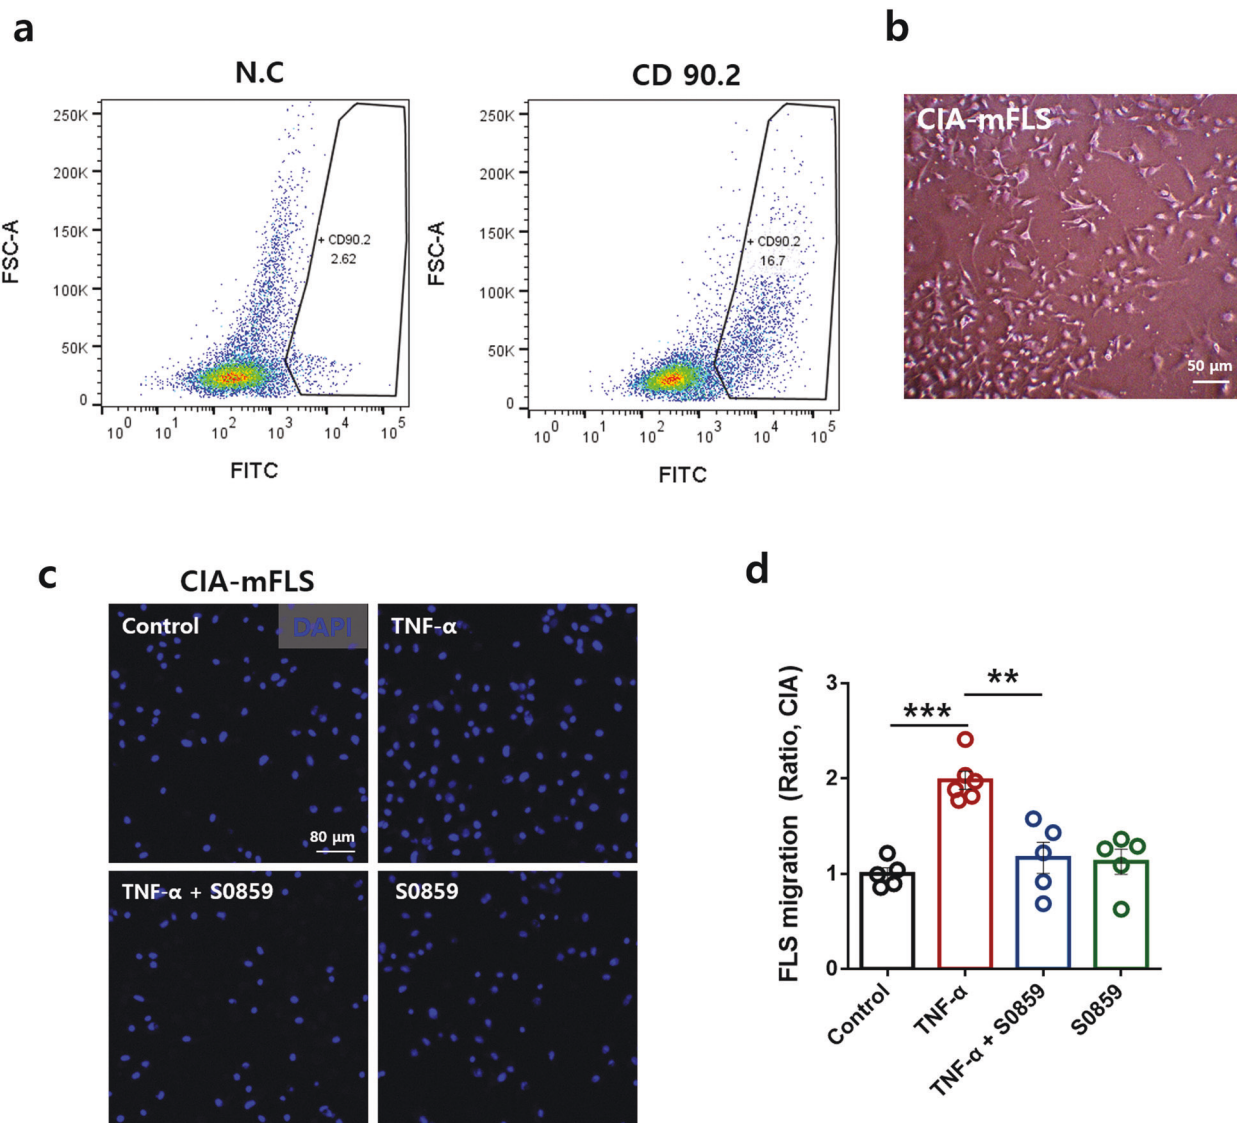 a
N.C
250K
200K
150K
100K
50K
0
FSC-A
+ CD90.2
2.62
10^0 10^1 10^2 10^3 10^4 10^5
FITC
CD 90.2
250K
200K
150K
100K
50K
0
FSC-A
+ CD90.2
16.7
10^0 10^1 10^2 10^3 10^4 10^5
FITC
b
CIA-mFLS
50 µm
c
CIA-mFLS
Control
DAPI
80 µm
TNF-α
TNF-α + S0859
S0859
d
FLS migration (Ratio, CIA)
3
2
1
0
***
**
Control
TNF-α
TNF-α + S0859
S0859